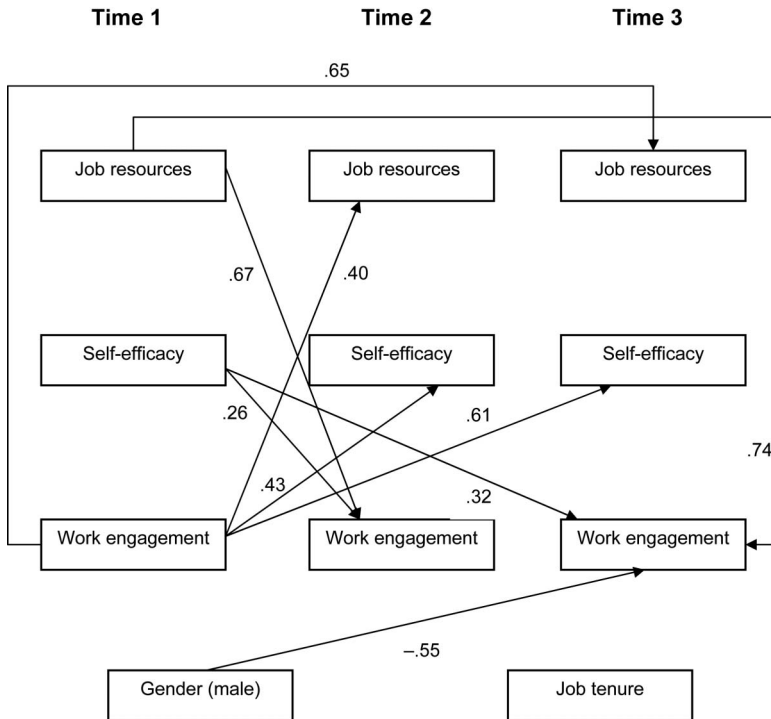 Time 1 Time 2 Time 3
.65
Job resources Job resources Job resources
.67 .40
Self-efficacy Self-efficacy Self-efficacy
.26 .61
.74
.43 .32
Work engagement Work engagement Work engagement
–.55
Gender (male) Job tenure